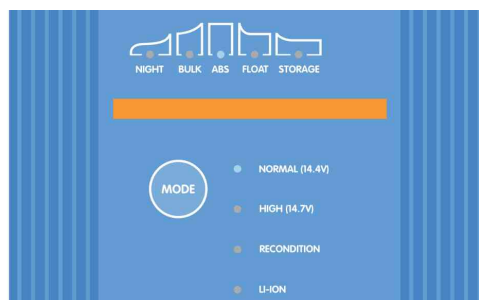 NIGHT BULK ABS FLOAT STORAGE
MODE
NORMAL (14.4V)
HIGH (14.7V)
RECONDITION
LI-ION